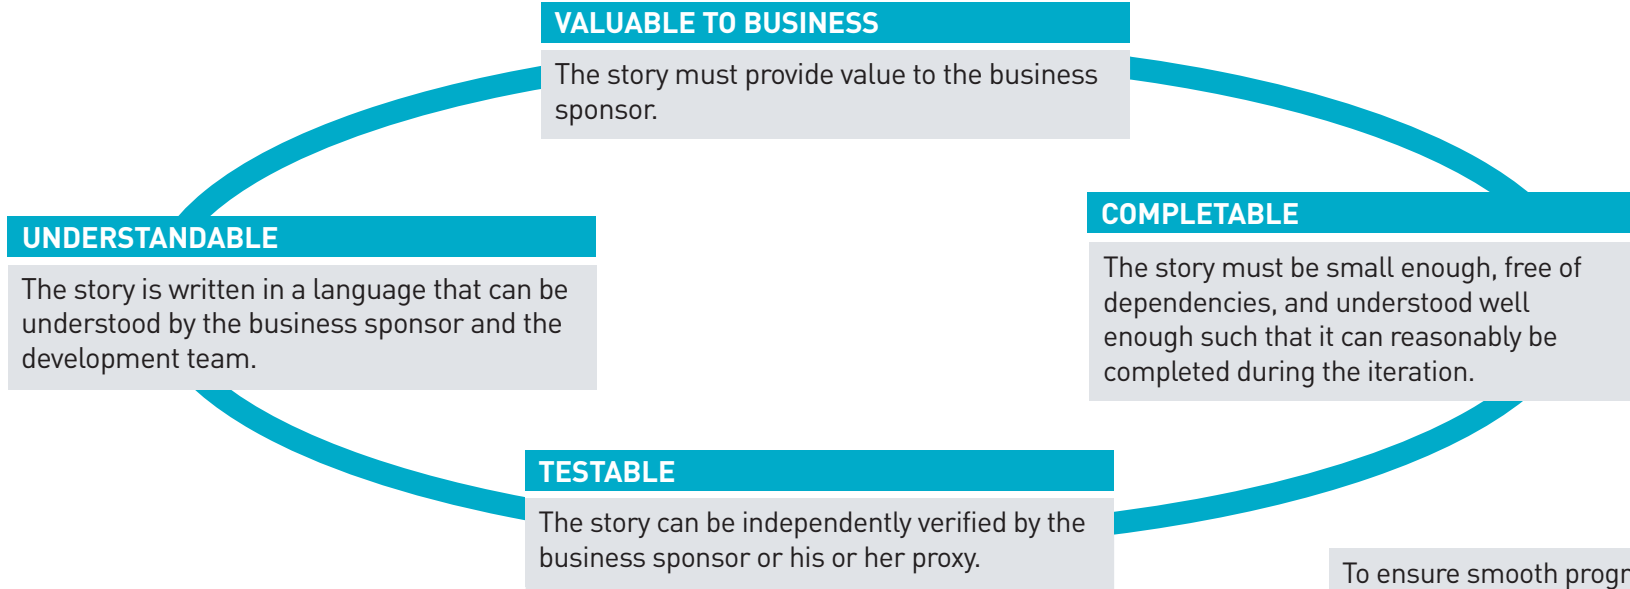 VALUABLE TO BUSINESS
The story must provide value to the business
sponsor.
COMPLETABLE
The story must be small enough, free of
dependencies, and understood well
enough such that it can reasonably be
completed during the iteration.
UNDERSTANDABLE
The story is written in a language that can be
understood by the business sponsor and the
development team.
TESTABLE
The story can be independently verified by the
business sponsor or his or her proxy.
To ensure smooth